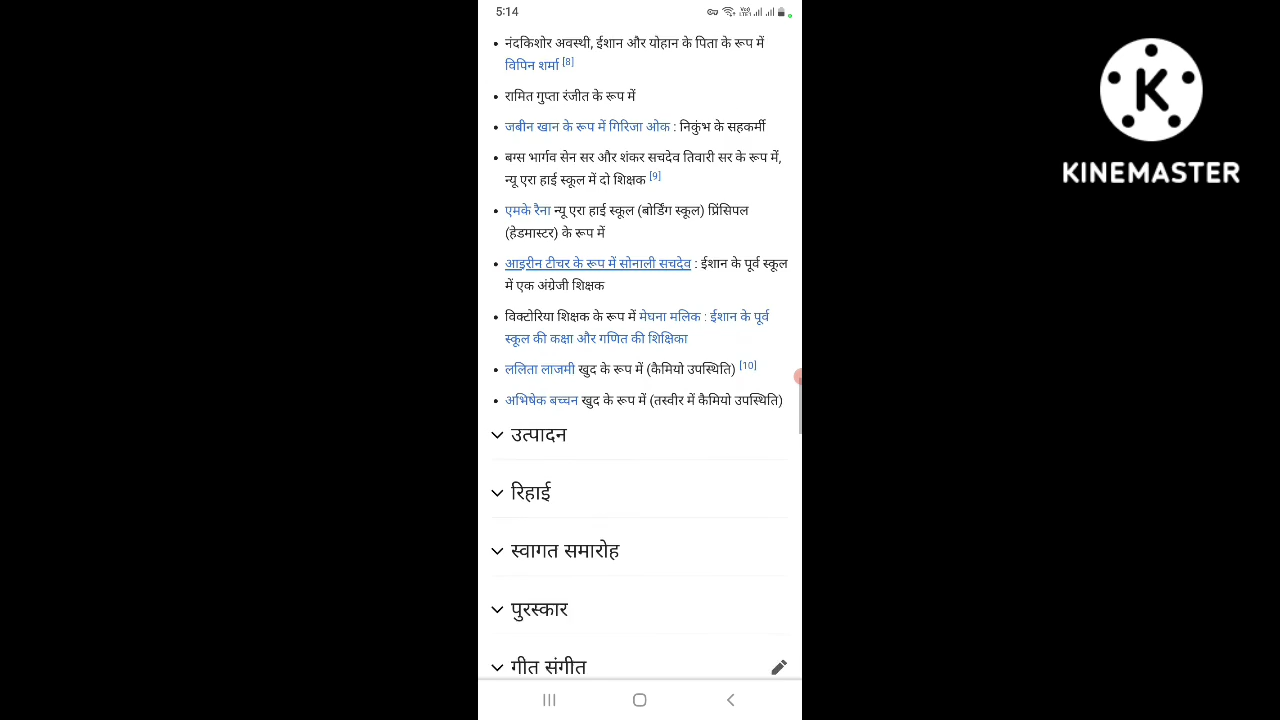 5:14
नंदकिशोर अवस्थी, ईशान और योहान के पिता के रूप में
विपिन शर्मा [8]
रामित गुप्ता रंजीत के रूप में
जबीन खान के रूप में गिरिजा ओक : निकुंभ के सहकर्मी
बग्स भार्गव सेन सर और शंकर सचदेव तिवारी सर के रूप में,
न्यू एरा हाई स्कूल में दो शिक्षक [9]
एमके रैना न्यू एरा हाई स्कूल (बोर्डिंग स्कूल) प्रिंसिपल
(हेडमास्टर) के रूप में
आइरीन टीचर के रूप में सोनाली सचदेव : ईशान के पूर्व स्कूल
में एक अंग्रेजी शिक्षक
विक्टोरिया शिक्षक के रूप में मेघना मलिक : ईशान के पूर्व
स्कूल की कक्षा और गणित की शिक्षिका
ललिता लाजमी खुद के रूप में (कैमियो उपस्थिति) [10]
अभिषेक बच्चन खुद के रूप में (तस्वीर में कैमियो उपस्थिति)
उत्पादन
रिहाई
स्वागत समारोह
पुरस्कार
गीत संगीत
K
KINEMASTER